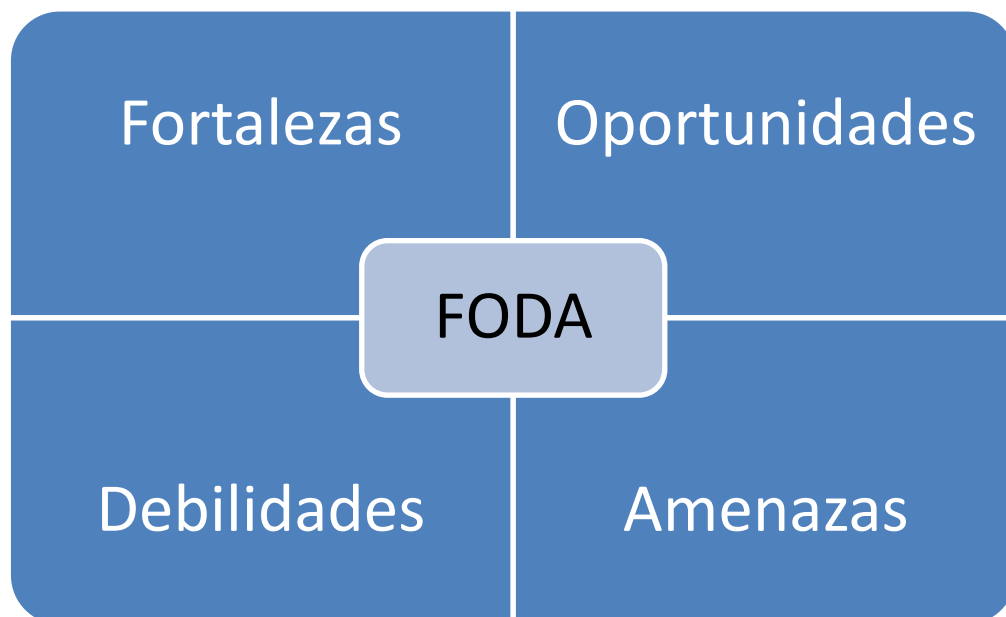 Fortalezas
Oportunidades
FODA
Debilidades
Amenazas